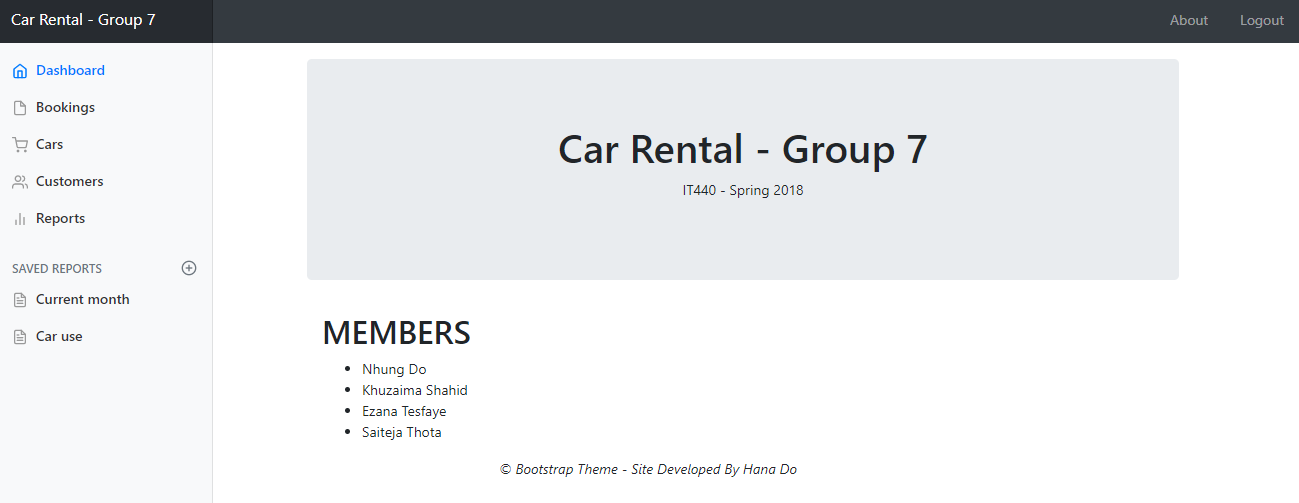 Car Rental - Group 7
About
Logout
Dashboard
Bookings
Cars
Customers
Reports
SAVED REPORTS
Current month
Car use
Car Rental - Group 7
IT440 - Spring 2018
MEMBERS
Nhung Do
Khuzaima Shahid
Ezana Tesfaye
Saiteja Thota
© Bootstrap Theme - Site Developed By Hana Do